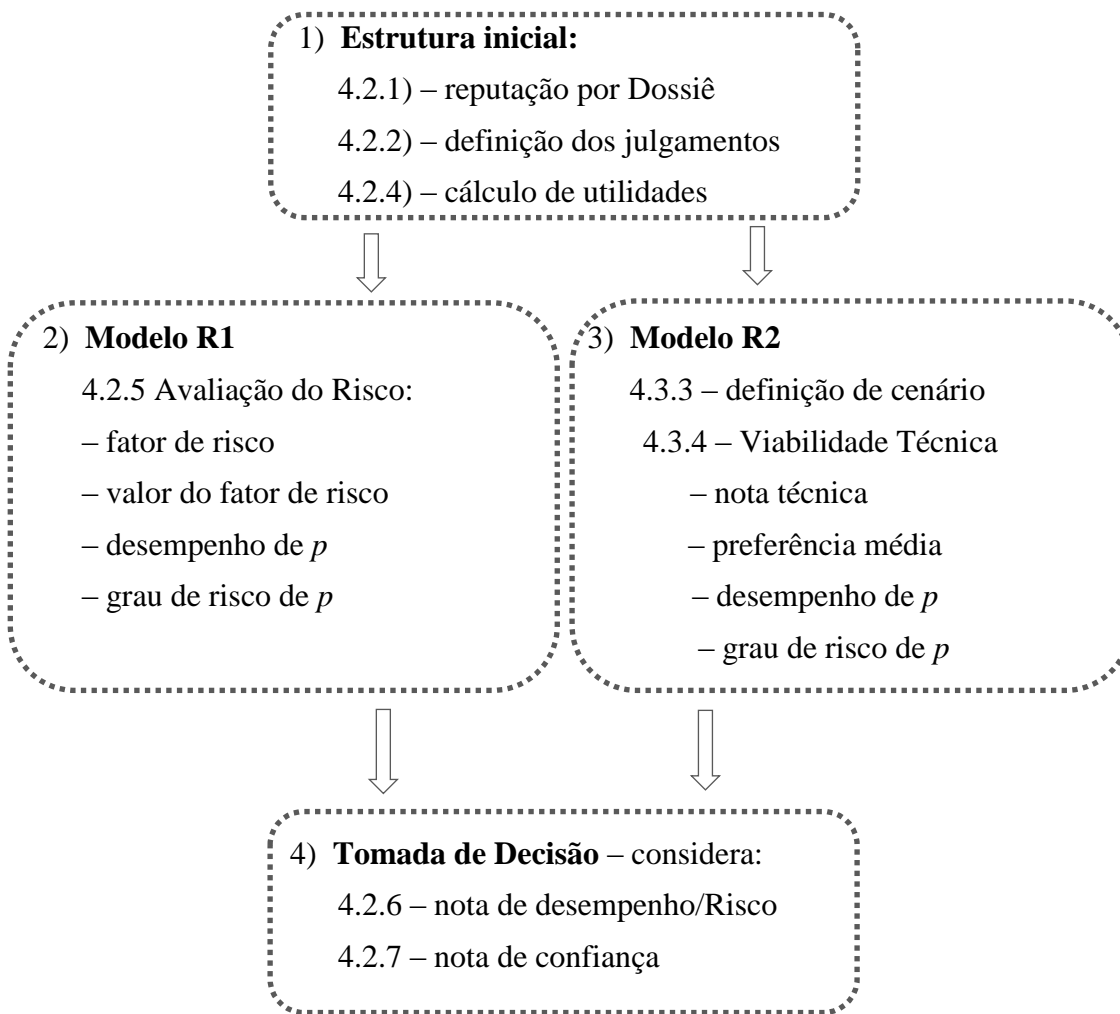 1) Estrutura inicial:
4.2.1) – reputação por Dossiê
4.2.2) – definição dos julgamentos
4.2.4) – cálculo de utilidades
2) Modelo R1
4.2.5 Avaliação do Risco:
– fator de risco
– valor do fator de risco
– desempenho de p
– grau de risco de p
3) Modelo R2
4.3.3 – definição de cenário
4.3.4 – Viabilidade Técnica
– nota técnica
– preferência média
– desempenho de p
– grau de risco de p
4) Tomada de Decisão – considera:
4.2.6 – nota de desempenho/Risco
4.2.7 – nota de confiança